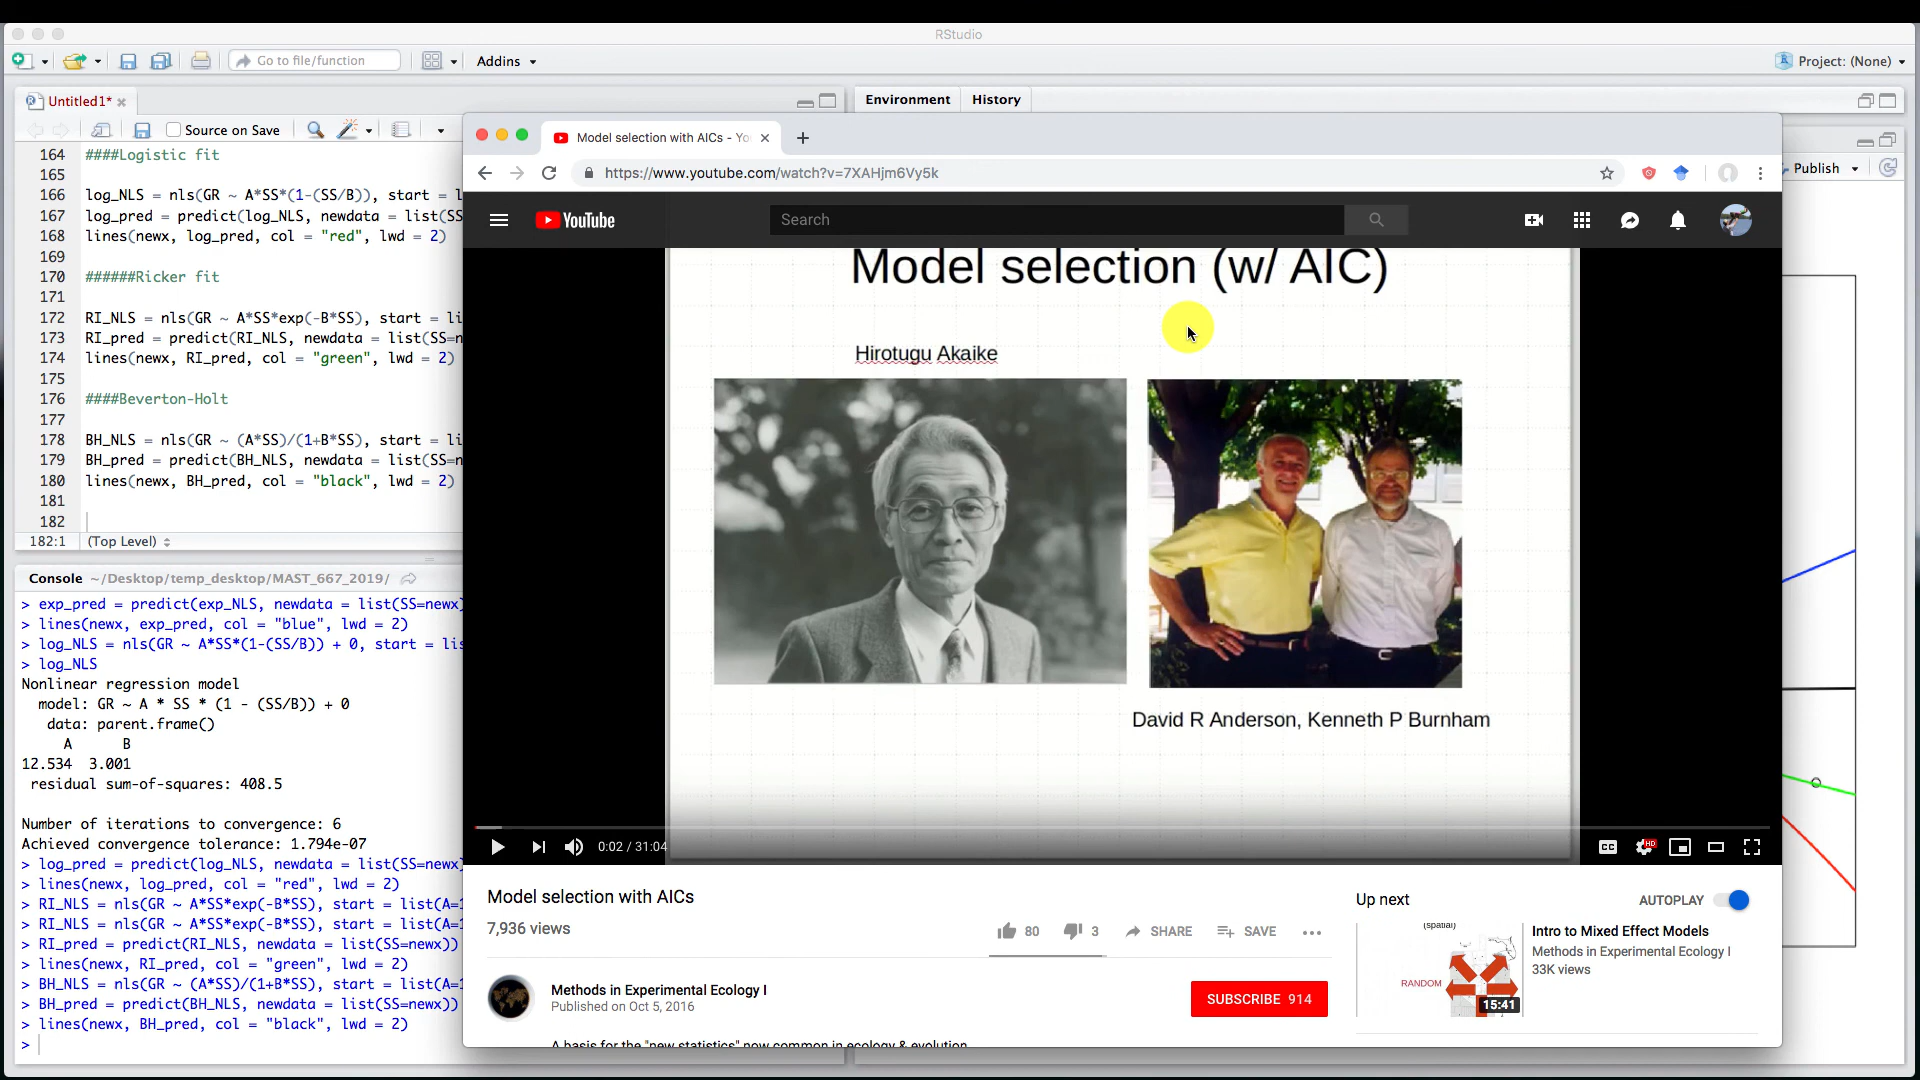 RStudio
Go to file/function
Addins
Project: (None)
Untitled1*
Source on Save
164 ####Logistic fit
165
166 log_NLS = nls(GR ~ A*SS*(1-(SS/B)), start = l
167 log_pred = predict(log_NLS, newdata = list(SS
168 lines(newx, log_pred, col = "red", lwd = 2)
169
170 ######Ricker fit
171
172 RI_NLS = nls(GR ~ A*SS*exp(-B*SS), start = li
173 RI_pred = predict(RI_NLS, newdata = list(SS=n
174 lines(newx, RI_pred, col = "green", lwd = 2)
175
176 ####Beverton-Holt
177
178 BH_NLS = nls(GR ~ (A*SS)/(1+B*SS), start = li
179 BH_pred = predict(BH_NLS, newdata = list(SS=n
180 lines(newx, BH_pred, col = "black", lwd = 2)
181
182
182:1 (Top Level)
Console ~/Desktop/temp_desktop/MAST_667_2019/
> exp_pred = predict(exp_NLS, newdata = list(SS=newx)
> lines(newx, exp_pred, col = "blue", lwd = 2)
> log_NLS = nls(GR ~ A*SS*(1-(SS/B)) + 0, start = lis
> log_NLS
Nonlinear regression model
model: GR ~ A * SS * (1 - (SS/B)) + 0
data: parent.frame()
A B
12.534 3.001
residual sum-of-squares: 408.5
Number of iterations to convergence: 6
Achieved convergence tolerance: 1.794e-07
> log_pred = predict(log_NLS, newdata = list(SS=newx)
> lines(newx, log_pred, col = "red", lwd = 2)
> RI_NLS = nls(GR ~ A*SS*exp(-B*SS), start = list(A=1
> RI_NLS = nls(GR ~ A*SS*exp(-B*SS), start = list(A=1
> RI_pred = predict(RI_NLS, newdata = list(SS=newx))
> lines(newx, RI_pred, col = "green", lwd = 2)
> BH_NLS = nls(GR ~ (A*SS)/(1+B*SS), start = list(A=1
> BH_pred = predict(BH_NLS, newdata = list(SS=newx))
> lines(newx, BH_pred, col = "black", lwd = 2)
>
Environment History
Publish
Model selection with AICs - Yo
https://www.youtube.com/watch?v=7XAHjm6Vy5k
YouTube
Search
Model selection (w/ AIC)
Hirotugu Akaike
David R Anderson, Kenneth P Burnham
0:02 / 31:04
CC
HD
Model selection with AICs
7,936 views
80 3 SHARE SAVE
Methods in Experimental Ecology I
Published on Oct 5, 2016
SUBSCRIBE 914
A basis for the "new statistics" now common in ecology & evolution
Up next
AUTOPLAY
(spatial)
RANDOM
15:41
Intro to Mixed Effect Models
Methods in Experimental Ecology I
33K views